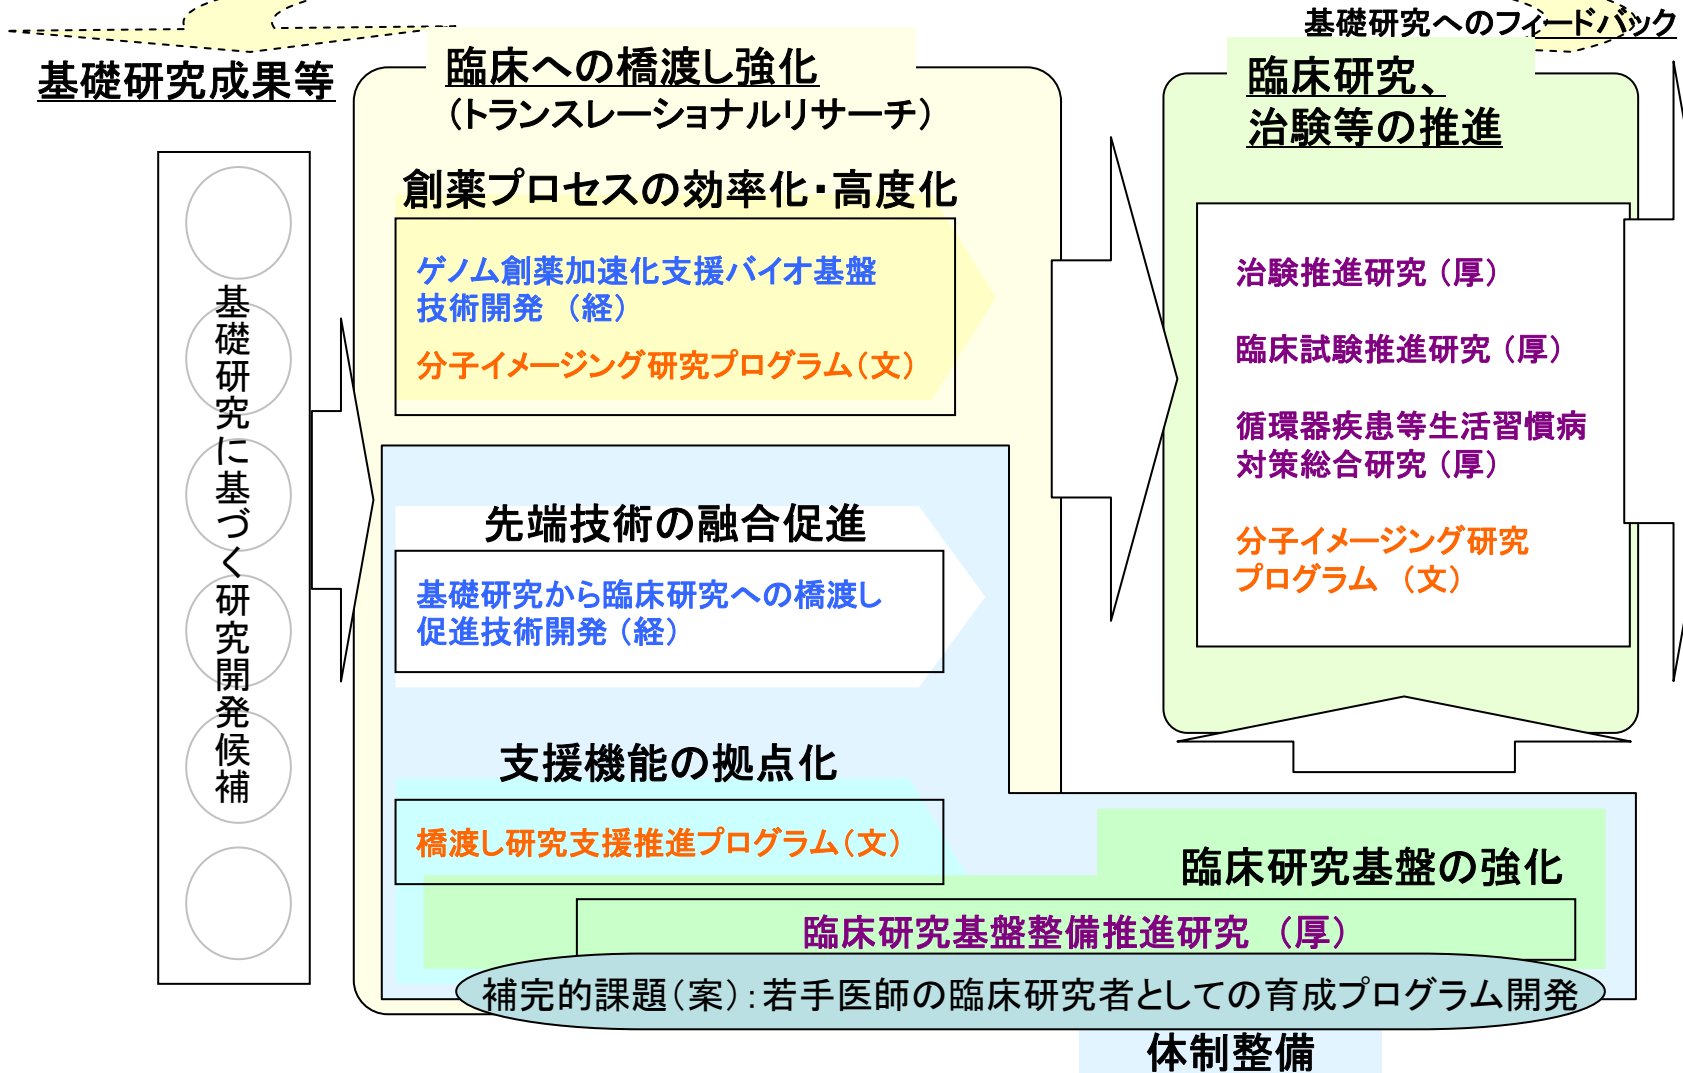 基礎研究へのフィードバック
基礎研究成果等
臨床への橋渡し強化
（トランスレーショナルリサーチ）
臨床研究、
治験等の推進
創薬プロセスの効率化・高度化
ゲノム創薬加速化支援バイオ基盤
技術開発　（経）
分子イメージング研究プログラム（文）
基礎研究に基づく研究開発候補
先端技術の融合促進
基礎研究から臨床研究への橋渡し
促進技術開発（経）
支援機能の拠点化
橋渡し研究支援推進プログラム（文）
治験推進研究（厚）
臨床試験推進研究（厚）
循環器疾患等生活習慣病
対策総合研究（厚）
分子イメージング研究
プログラム　（文）
臨床研究基盤の強化
臨床研究基盤整備推進研究　（厚）
補完的課題（案）：若手医師の臨床研究者としての育成プログラム開発
体制整備